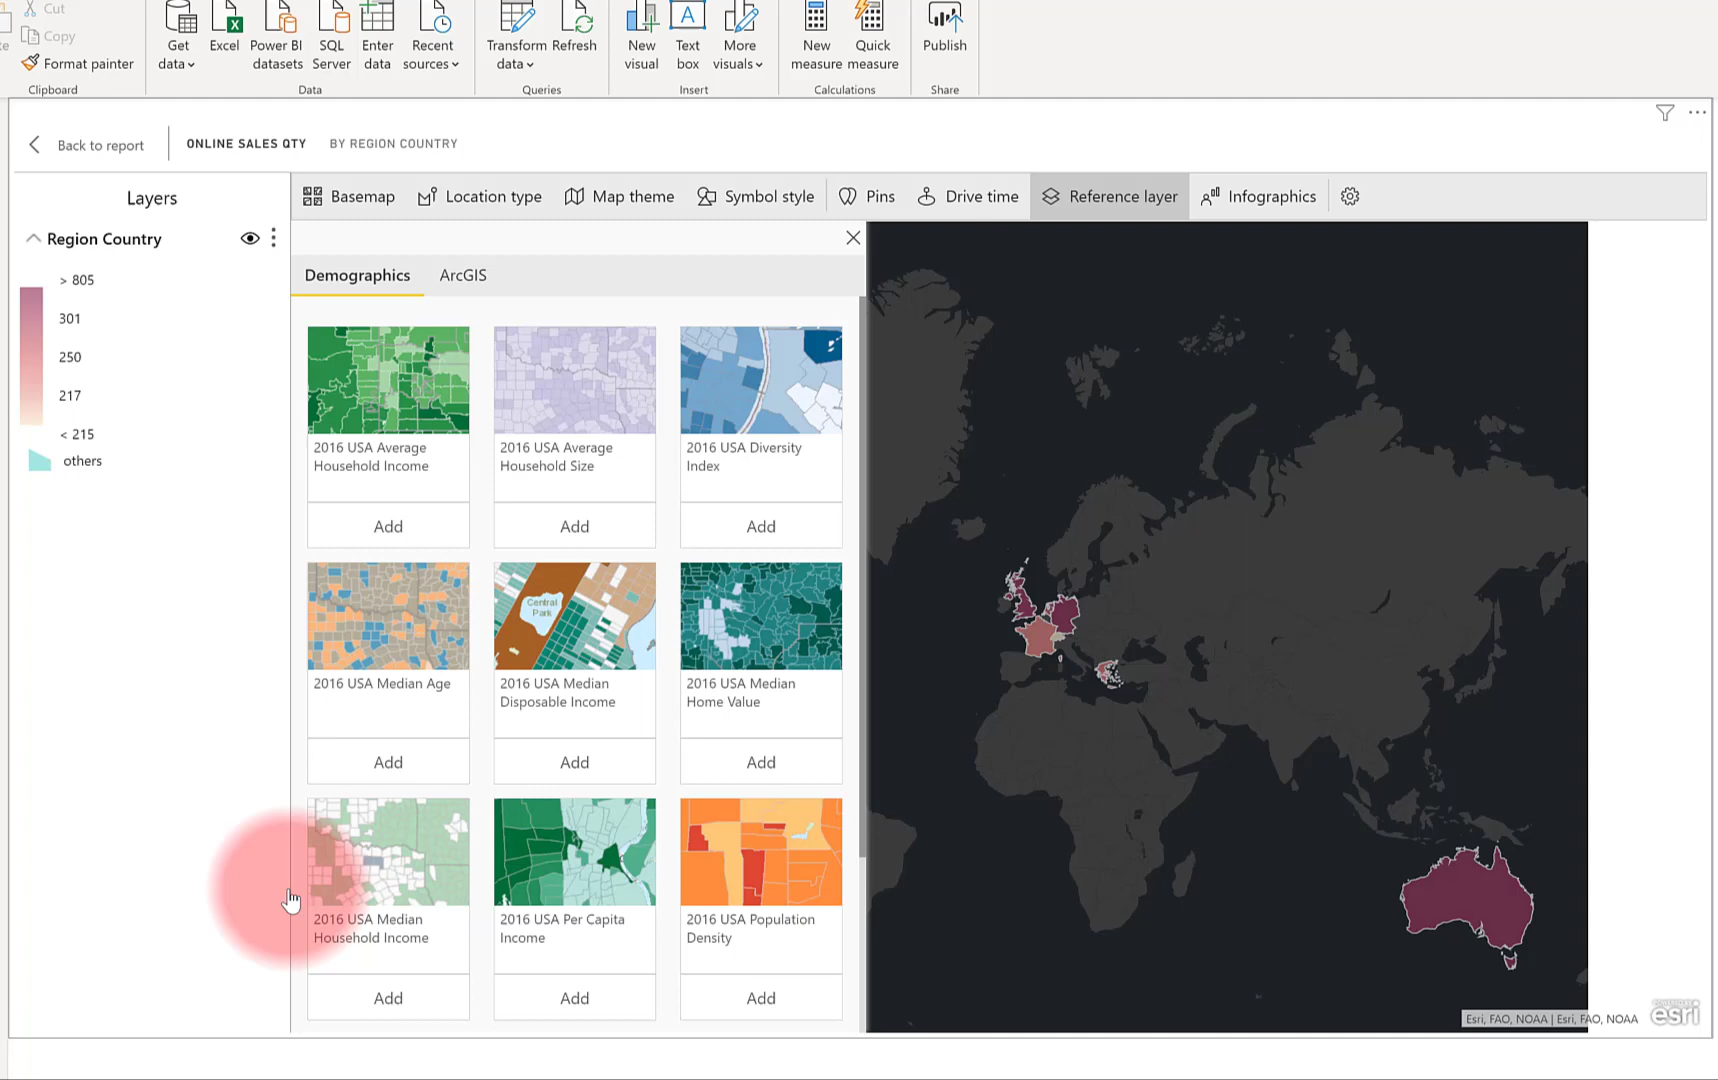 Cut
Copy
Format painter
Clipboard
Get data
Excel
Power BI datasets
SQL Server
Enter data
Recent sources
Data
Transform data
Refresh
Queries
New visual
A
Text box
More visuals
Insert
New measure
Quick measure
Calculations
Publish
Share
Back to report
ONLINE SALES QTY
BY REGION COUNTRY
Layers
Basemap
Location type
Map theme
Symbol style
Pins
Drive time
Reference layer
Infographics
Region Country
> 805
301
250
217
< 215
others
Demographics
ArcGIS
2016 USA Average
Household Income
Add
2016 USA Average
Household Size
Add
2016 USA Diversity
Index
Add
2016 USA Median Age
Add
Central
Park
2016 USA Median
Disposable Income
Add
2016 USA Median
Home Value
Add
2016 USA Median
Household Income
Add
2016 USA Per Capita
Income
Add
2016 USA Population
Density
Add
Esri, FAO, NOAA | Esri, FAO, NOAA
POWERED BY
esri